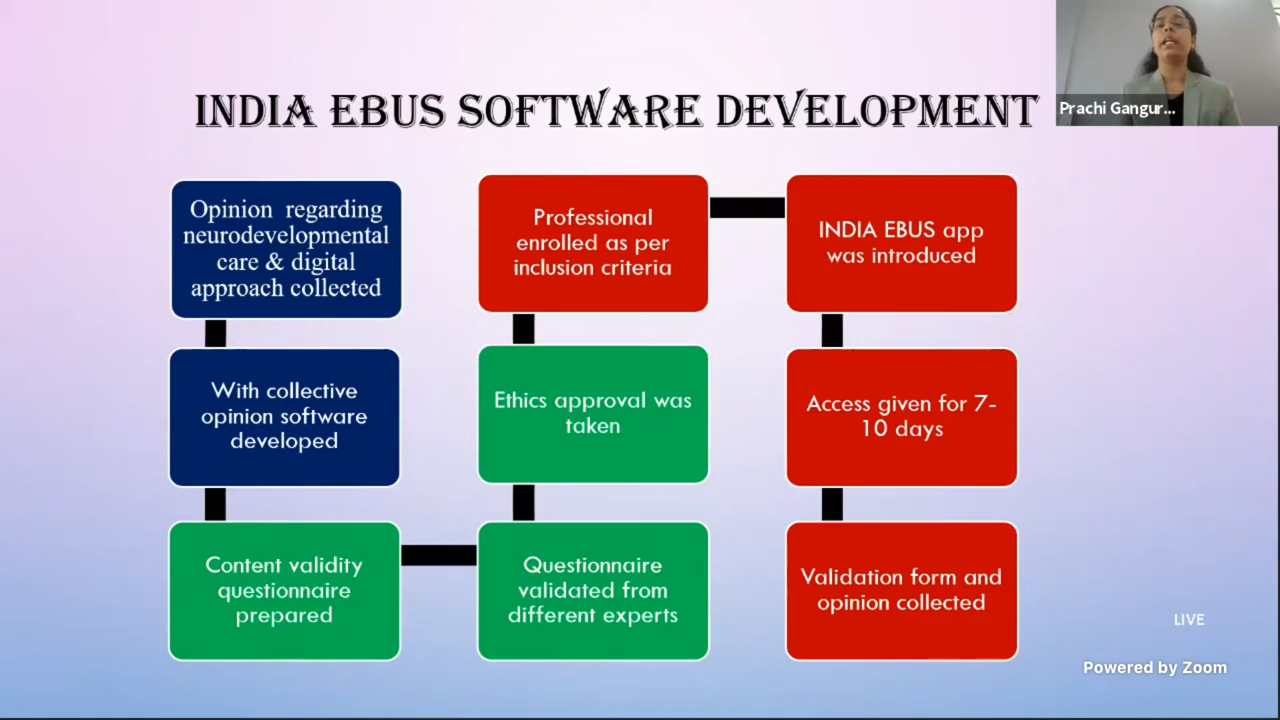 INDIA EBUS SOFTWARE DEVELOPMENT
Prachi Gangur...
Opinion regarding
neurodevelopmental
care & digital
approach collected
With collective
opinion software
developed
Content validity
questionnaire
prepared
Questionnaire
validated from
different experts
Ethics approval was
taken
Professional
enrolled as per
inclusion criteria
INDIA EBUS app
was introduced
Access given for 7-
10 days
Validation form and
opinion collected
LIVE
Powered by Zoom